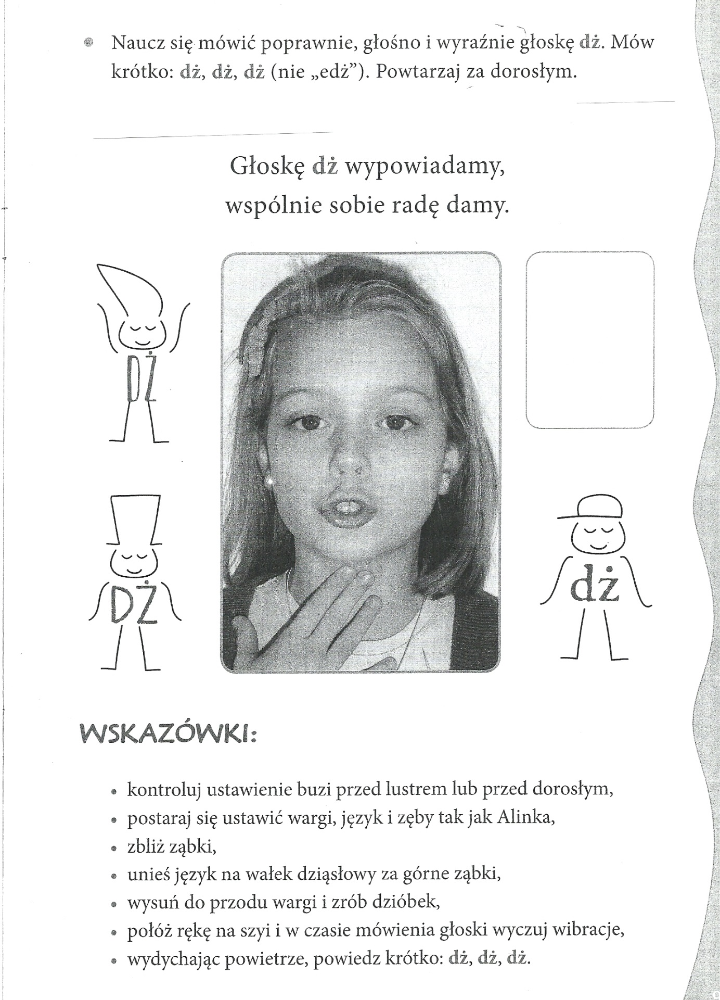 Naucz się mówić poprawnie, głośno i wyraźnie głoskę dż. Mów
krótko: dż, dż, dż (nie „edż”). Powtarzaj za dorosłym.
Głoskę dż wypowiadamy,
wspólnie sobie radę damy.
DŻ
DŻ
dż
WSKAZÓWKI:
• kontroluj ustawienie buzi przed lustrem lub przed dorosłym,
• postaraj się ustawić wargi, język i zęby tak jak Alinka,
• zbliż ząbki,
• unieś język na wałek dziąsłowy za górne ząbki,
• wysuń do przodu wargi i zrób dzióbek,
• połóż rękę na szyi i w czasie mówienia głoski wyczuj wibracje,
• wydychając powietrze, powiedz krótko: dż, dż, dż.